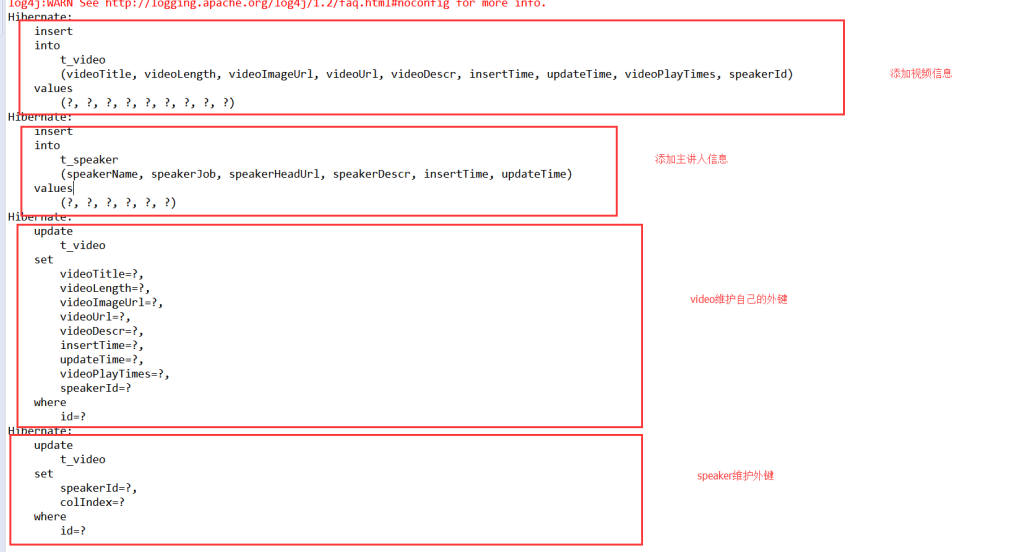 log4j:WARN See http://logging.apache.org/log4j/1.2/faq.html#noconfig for more info.
Hibernate:
insert
into
t_video
(videoTitle, videoLength, videoImageUrl, videoUrl, videoDescr, insertTime, updateTime, videoPlayTimes, speakerId)
添加视频信息
values
(?, ?, ?, ?, ?, ?, ?, ?, ?)
Hibernate:
insert
into
t_speaker
添加主讲人信息
(speakerName, speakerJob, speakerHeadUrl, speakerDescr, insertTime, updateTime)
values
(?, ?, ?, ?, ?, ?)
Hibernate:
update
t_video
set
videoTitle=?,
videoLength=?,
videoImageUrl=?,
video维护自己的外键
videoUrl=?,
videoDescr=?,
insertTime=?,
updateTime=?,
videoPlayTimes=?,
speakerId=?
where
id=?
Hibernate:
update
t_video
set
speaker维护外键
speakerId=?,
colIndex=?
where
id=?